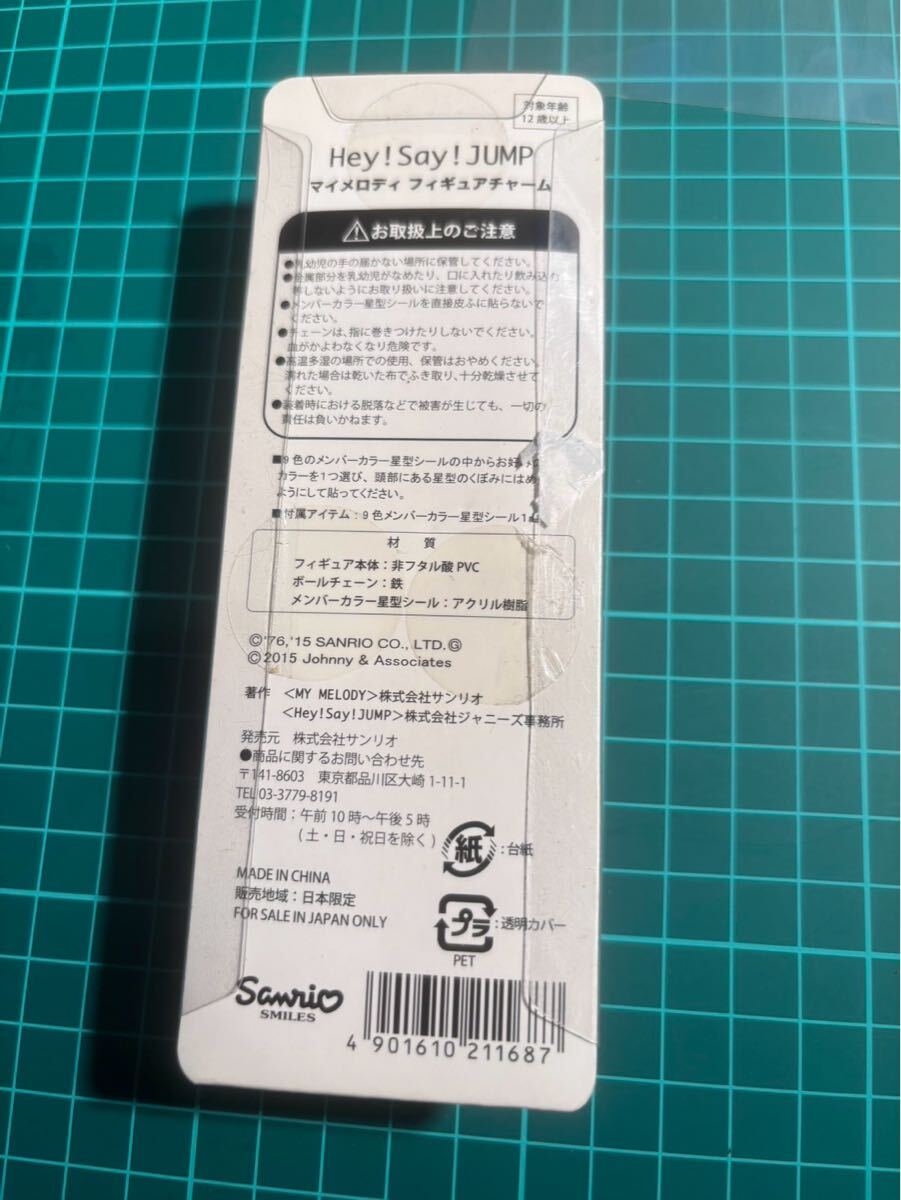 対象年齢
12歳以上
Hey!Say!JUMP
マイメロディ フィギュアチャーム
お取扱上のご注意
●乳幼児の手の届かない場所に保管してください。
●金属部分を乳幼児がなめたり、口に入れたり飲み込め
等しないようにお取り扱いに注意してください。
●メンバーカラー星型シールを直接皮ふに貼らないで
ください。
●チェーンは、指に巻きつけたりしないでください。
血がかよわなくなり危険です。
●高温多湿の場所での使用、保管はおやめください。
濡れた場合は乾いた布でふき取り、十分乾燥させて
ください。
●装着時における脱落などで被害が生じても、一切の
責任は負いかねます。
■9色のメンバーカラー星型シールの中からお好
カラーを1つ選び、頭部にある星型のくぼみにはめ
ようにして貼ってください。
■付属アイテム:9色メンバーカラー星型シール1
材 質
フィギュア本体:非フタル酸PVC
ボールチェーン:鉄
メンバーカラー星型シール:アクリル樹脂
©'76,'15 SANRIO CO., LTD.Ⓖ
© 2015 Johnny & Associates
著作 <MY MELODY>株式会社サンリオ
<Hey!Say!JUMP>株式会社ジャニーズ事務所
発売元 株式会社サンリオ
●商品に関するお問い合わせ先
〒141-8603 東京都品川区大崎1-11-1
TEL 03-3779-8191
受付時間:午前10時〜午後5時
(土・日・祝日を除く)
紙:台紙
MADE IN CHINA
販売地域:日本限定
FOR SALE IN JAPAN ONLY
プラ:透明カバー
PET
Sanrio
SMILES
4 901610 211687